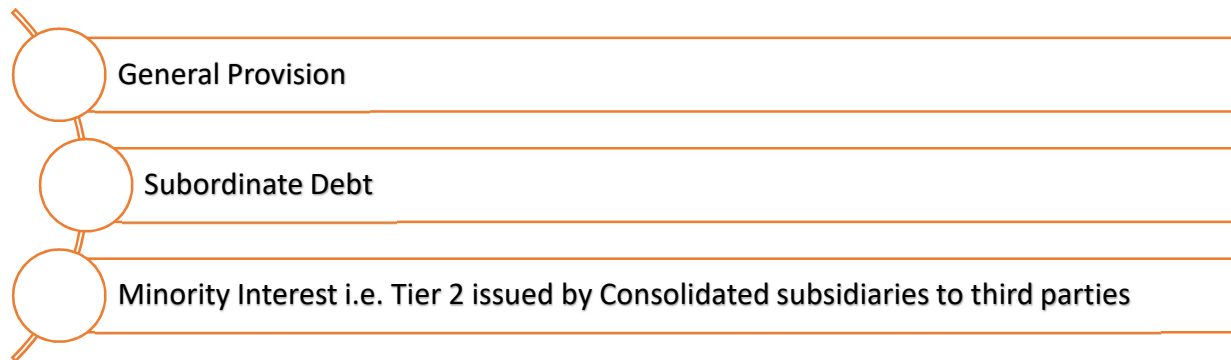 General Provision
Subordinate Debt
Minority Interest i.e. Tier 2 issued by Consolidated subsidiaries to third parties